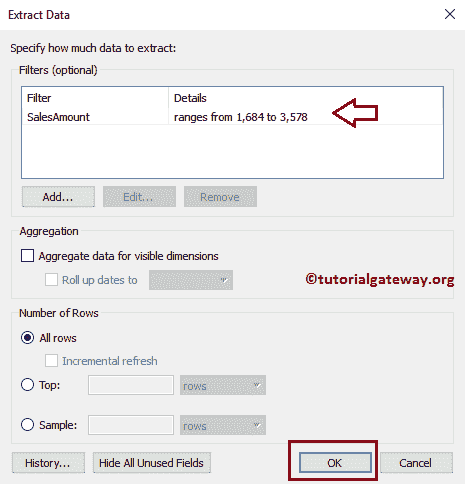 Extract Data
Specify how much data to extract:
Filters (optional)
Filter Details
SalesAmount ranges from 1,684 to 3,578
Add... Edit... Remove
Aggregation
Aggregate data for visible dimensions
Roll up dates to
©tutorialgateway.org
Number of Rows
All rows
Incremental refresh
Top: rows
Sample: rows
History... Hide All Unused Fields OK Cancel